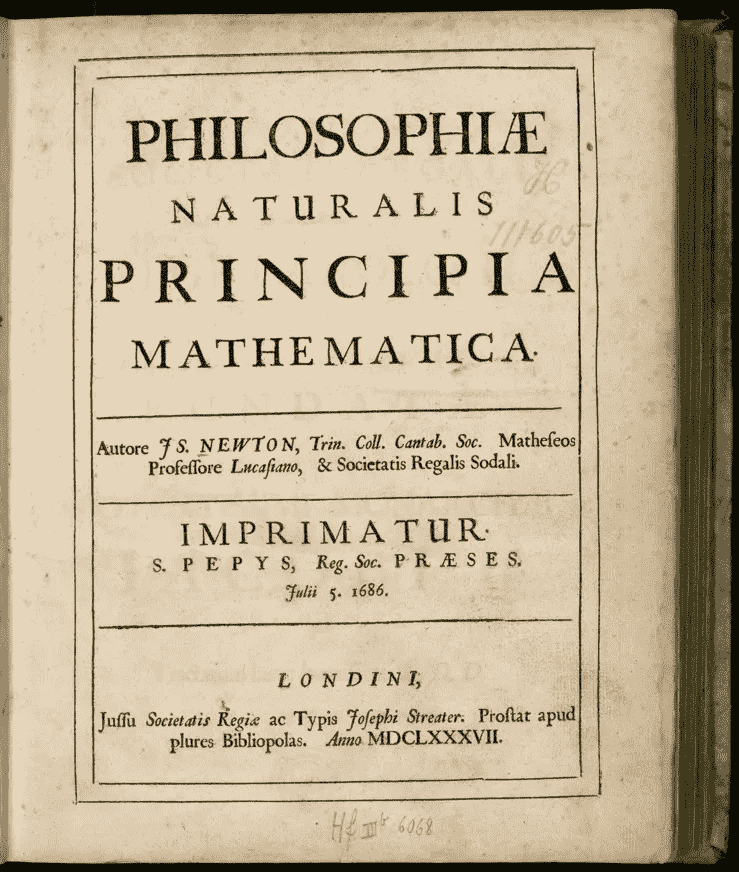 PHILOSOPHIÆ
NATURALIS
PRINCIPIA
MATHEMATICA.
Autore JS. NEWTON, Trin. Coll. Cantab. Soc. Matheseos
Professore Lucasiano, & Societatis Regalis Sodali.
IMPRIMATUR.
S. PEPYS, Reg. Soc. PRÆSES.
Julii 5. 1686.
LONDINI,
Jussu Societatis Regiæ ac Typis Josephi Streater. Prostat apud
plures Bibliopolas. Anno MDCLXXXVII.
111605
6068